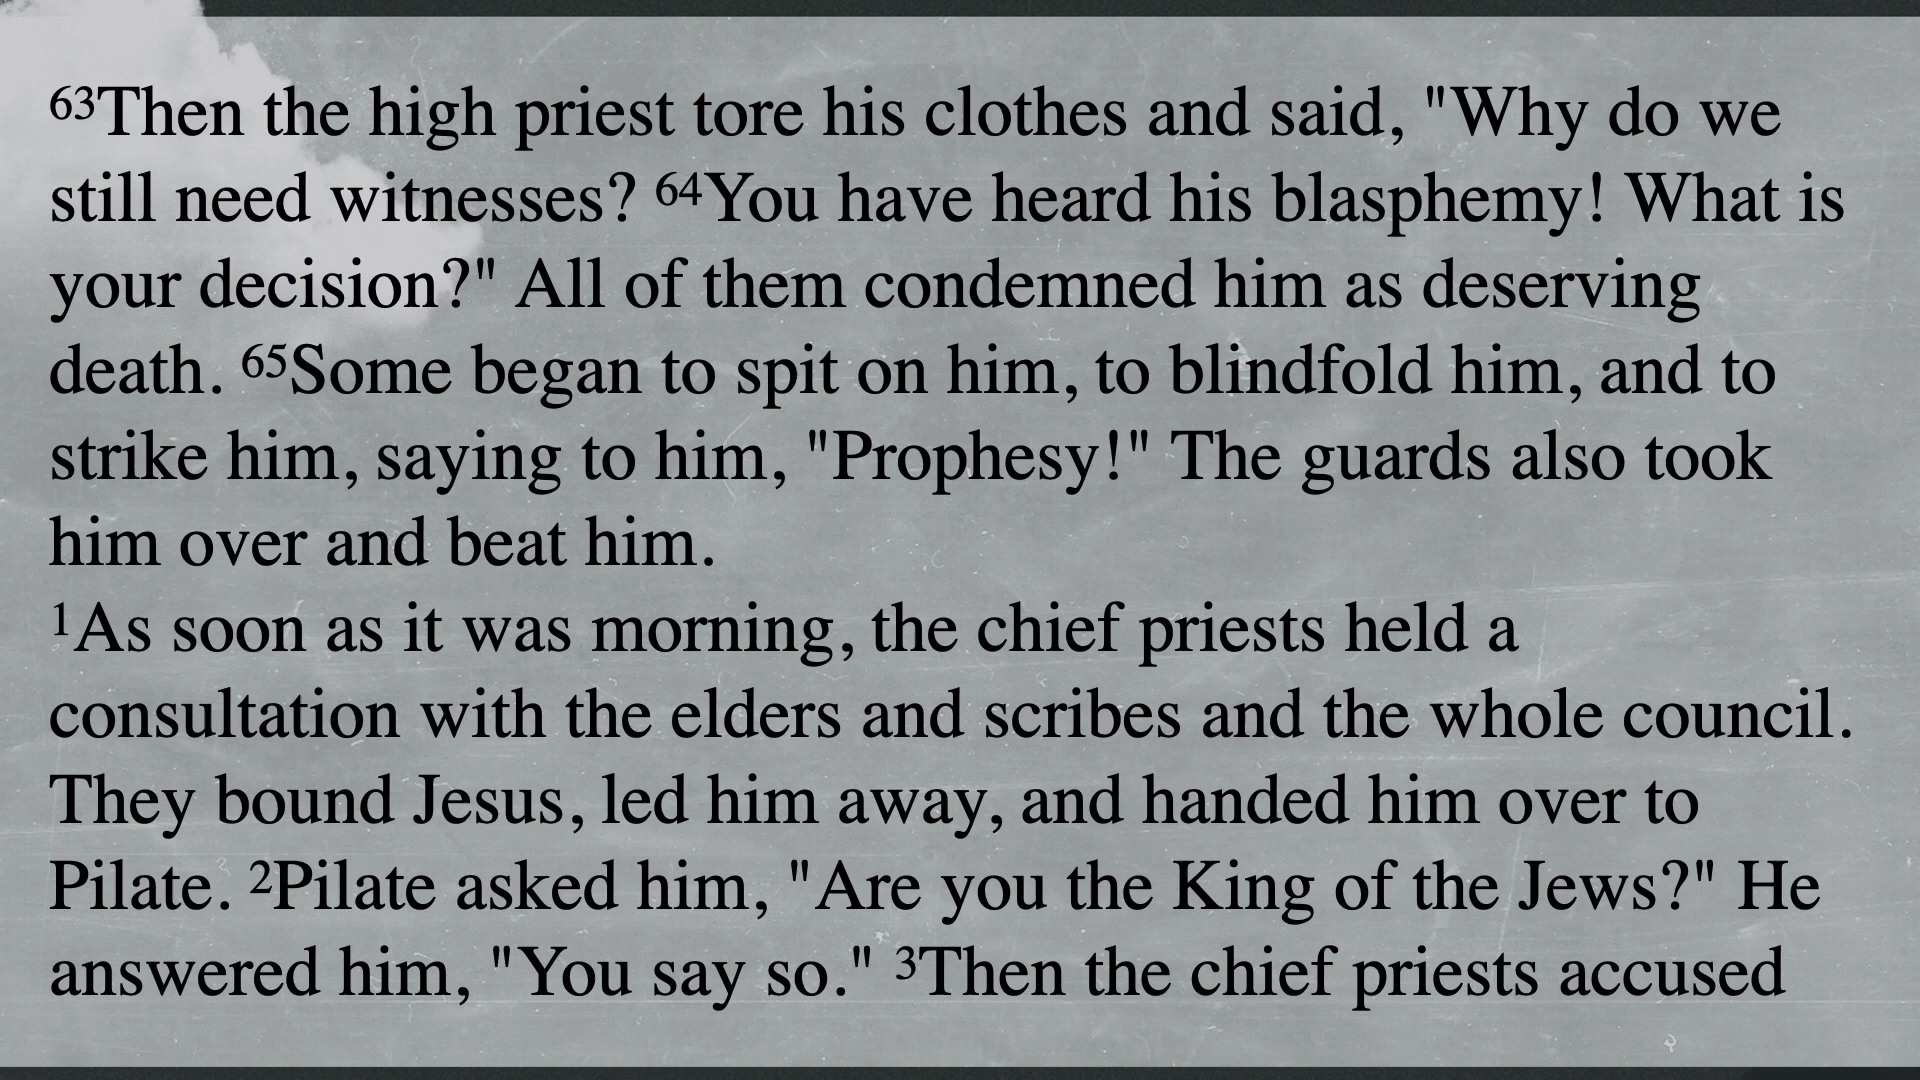 ⁶³Then the high priest tore his clothes and said, "Why do we
still need witnesses? ⁶⁴You have heard his blasphemy! What is
your decision?" All of them condemned him as deserving
death. ⁶⁵Some began to spit on him, to blindfold him, and to
strike him, saying to him, "Prophesy!" The guards also took
him over and beat him.
¹As soon as it was morning, the chief priests held a
consultation with the elders and scribes and the whole council.
They bound Jesus, led him away, and handed him over to
Pilate. ²Pilate asked him, "Are you the King of the Jews?" He
answered him, "You say so." ³Then the chief priests accused